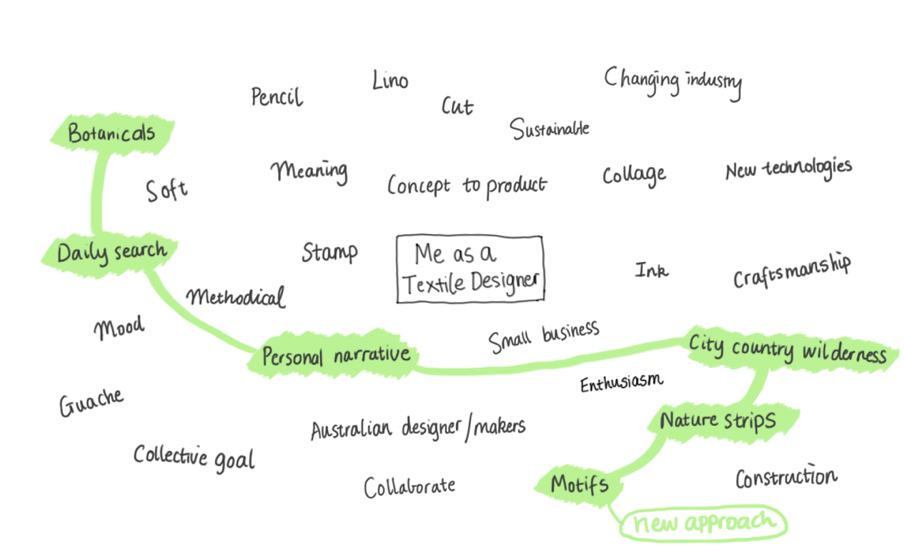 Lino
Changing industry
Pencil
Cut
Sustainable
Botanicals
Meaning
Concept to product
Collage
New technologies
Soft
Daily search
Stamp
Me as a
Textile Designer
Ink
Craftsmanship
Methodical
Mood
Personal narrative
Small business
City country wilderness
Enthusiasm
Guache
Australian designer/makers
Nature strips
Collective goal
Collaborate
Motifs
Construction
new approach